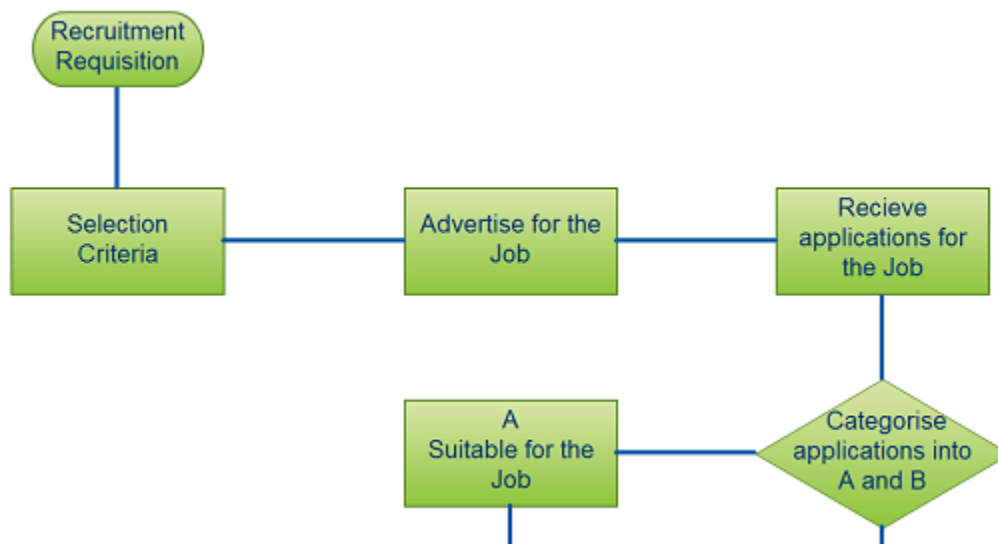 Recruitment
Requisition
Selection
Criteria
Advertise for the
Job
Recieve
applications for
the Job
A
Suitable for the
Job
Categorise
applications into
A and B